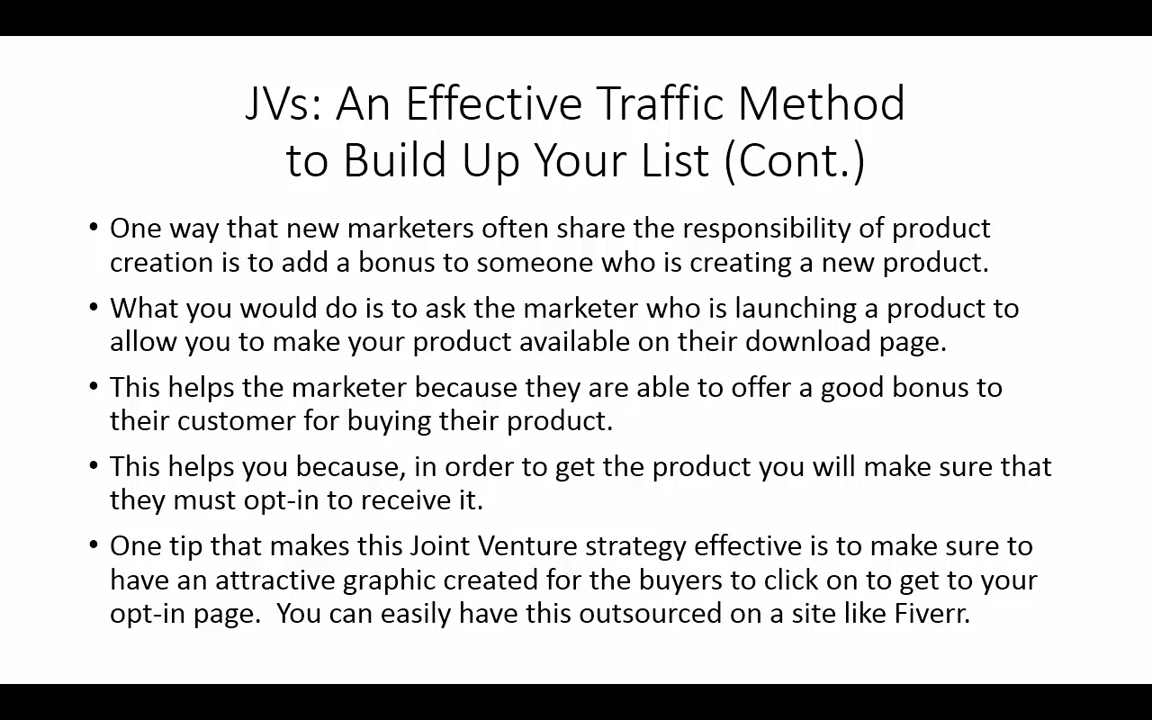 JVs: An Effective Traffic Method
to Build Up Your List (Cont.)
• One way that new marketers often share the responsibility of product
creation is to add a bonus to someone who is creating a new product.
• What you would do is to ask the marketer who is launching a product to
allow you to make your product available on their download page.
• This helps the marketer because they are able to offer a good bonus to
their customer for buying their product.
• This helps you because, in order to get the product you will make sure that
they must opt-in to receive it.
• One tip that makes this Joint Venture strategy effective is to make sure to
have an attractive graphic created for the buyers to click on to get to your
opt-in page.  You can easily have this outsourced on a site like Fiverr.